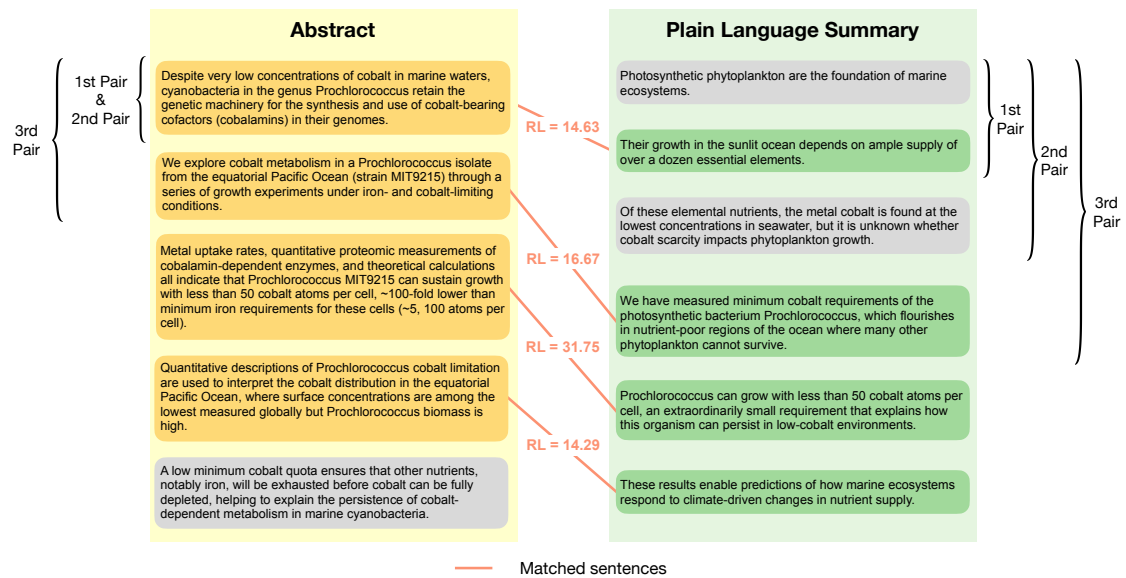 Abstract
Despite very low concentrations of cobalt in marine waters,
cyanobacteria in the genus Prochlorococcus retain the
genetic machinery for the synthesis and use of cobalt-bearing
cofactors (cobalamins) in their genomes.
We explore cobalt metabolism in a Prochlorococcus isolate
from the equatorial Pacific Ocean (strain MIT9215) through a
series of growth experiments under iron- and cobalt-limiting
conditions.
Metal uptake rates, quantitative proteomic measurements of
cobalamin-dependent enzymes, and theoretical calculations
all indicate that Prochlorococcus MIT9215 can sustain growth
with less than 50 cobalt atoms per cell, ~100-fold lower than
minimum iron requirements for these cells (~5, 100 atoms per
cell).
Quantitative descriptions of Prochlorococcus cobalt limitation
are used to interpret the cobalt distribution in the equatorial
Pacific Ocean, where surface concentrations are among the
lowest measured globally but Prochlorococcus biomass is
high.
A low minimum cobalt quota ensures that other nutrients,
notably iron, will be exhausted before cobalt can be fully
depleted, helping to explain the persistence of cobalt-
dependent metabolism in marine cyanobacteria.
1st Pair
&
2nd Pair
3rd
Pair
RL = 14.63
RL = 16.67
RL = 31.75
RL = 14.29
Plain Language Summary
Photosynthetic phytoplankton are the foundation of marine
ecosystems.
Their growth in the sunlit ocean depends on ample supply of
over a dozen essential elements.
Of these elemental nutrients, the metal cobalt is found at the
lowest concentrations in seawater, but it is unknown whether
cobalt scarcity impacts phytoplankton growth.
We have measured minimum cobalt requirements of the
photosynthetic bacterium Prochlorococcus, which flourishes
in nutrient-poor regions of the ocean where many other
phytoplankton cannot survive.
Prochlorococcus can grow with less than 50 cobalt atoms per
cell, an extraordinarily small requirement that explains how
this organism can persist in low-cobalt environments.
These results enable predictions of how marine ecosystems
respond to climate-driven changes in nutrient supply.
1st
Pair
2nd
Pair
3rd
Pair
Matched sentences